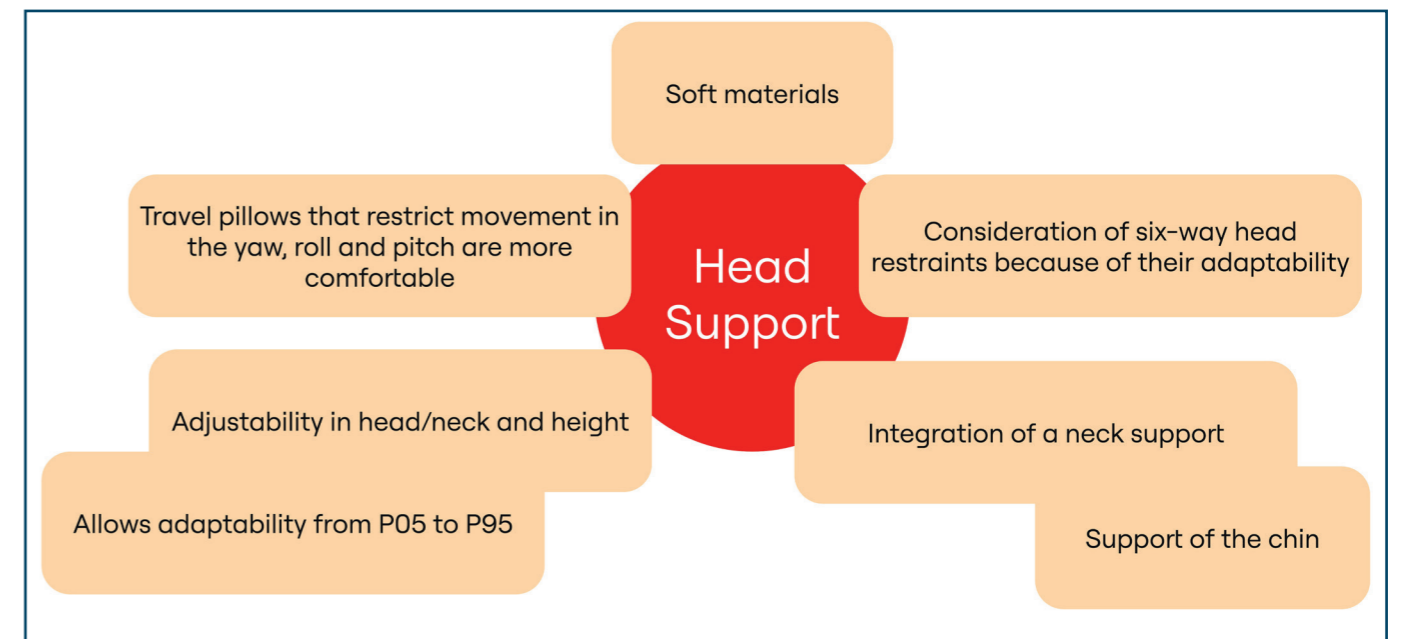 Soft materials
Travel pillows that restrict movement in
the yaw, roll and pitch are more
comfortable
Head
Support
Consideration of six-way head
restraints because of their adaptability
Adjustability in head/neck and height
Integration of a neck support
Allows adaptability from P05 to P95
Support of the chin